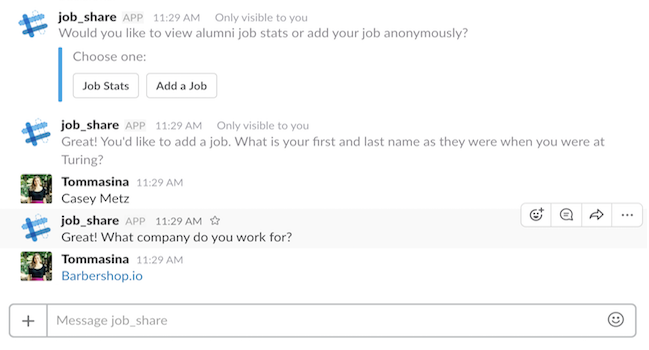 job_share APP 11:29 AM Only visible to you
Would you like to view alumni job stats or add your job anonymously?
Choose one:
Job Stats Add a Job
job_share APP 11:29 AM Only visible to you
Great! You'd like to add a job. What is your first and last name as they were when you were at
Turing?
Tommasina 11:29 AM
Casey Metz
job_share APP 11:29 AM
Great! What company do you work for?
Tommasina 11:29 AM
Barbershop.io
Message job_share